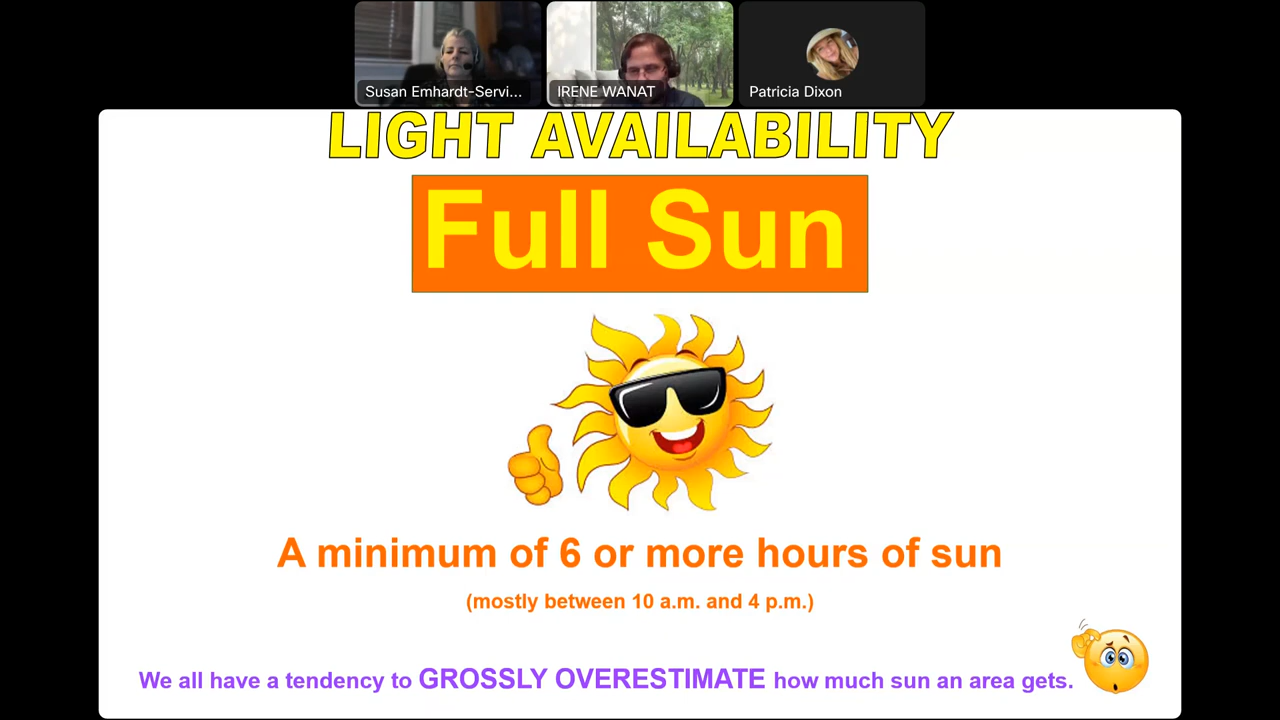 Susan Emhardt-Servi...
IRENE WANAT
Patricia Dixon
LIGHT AVAILABILITY
Full Sun
A minimum of 6 or more hours of sun
(mostly between 10 a.m. and 4 p.m.)
We all have a tendency to GROSSLY OVERESTIMATE how much sun an area gets.